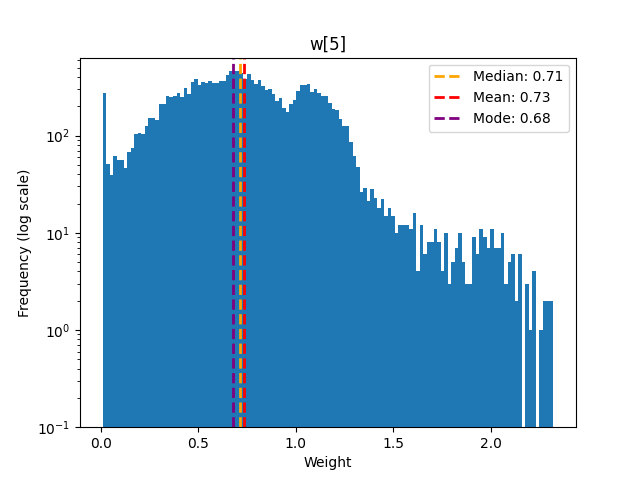 w[5]
Median: 0.71
Mean: 0.73
Mode: 0.68
Frequency (log scale)
10²
10¹
10⁰
10⁻¹
0.0 0.5 1.0 1.5 2.0
Weight